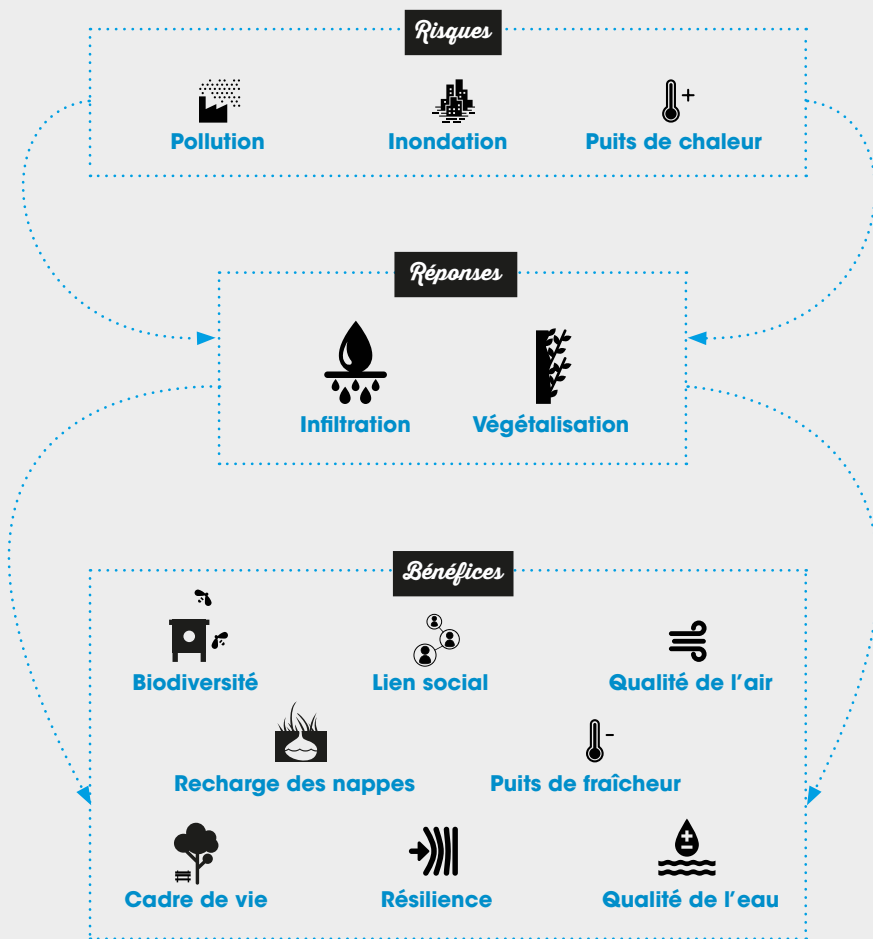 Risques
Pollution
Inondation
Puits de chaleur
Réponses
Infiltration
Végétalisation
Bénéfices
Biodiversité
Lien social
Qualité de l'air
Recharge des nappes
Puits de fraîcheur
Cadre de vie
Résilience
Qualité de l'eau